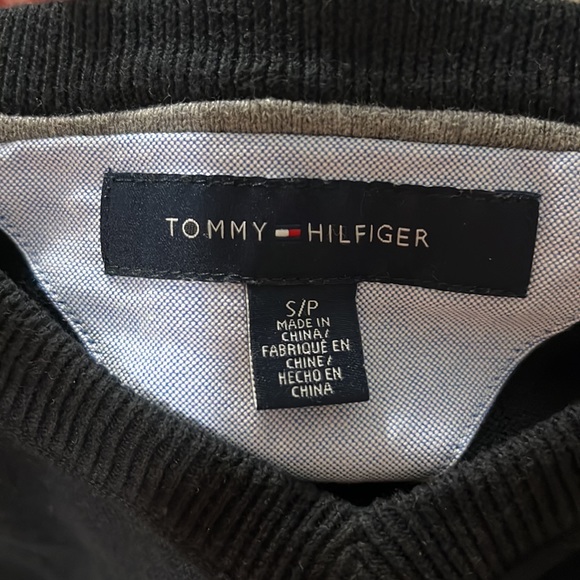 TOMMY HILFIGER
S/P
MADE IN
CHINA/
FABRIQUÉ EN
CHINE/
HECHO EN
CHINA